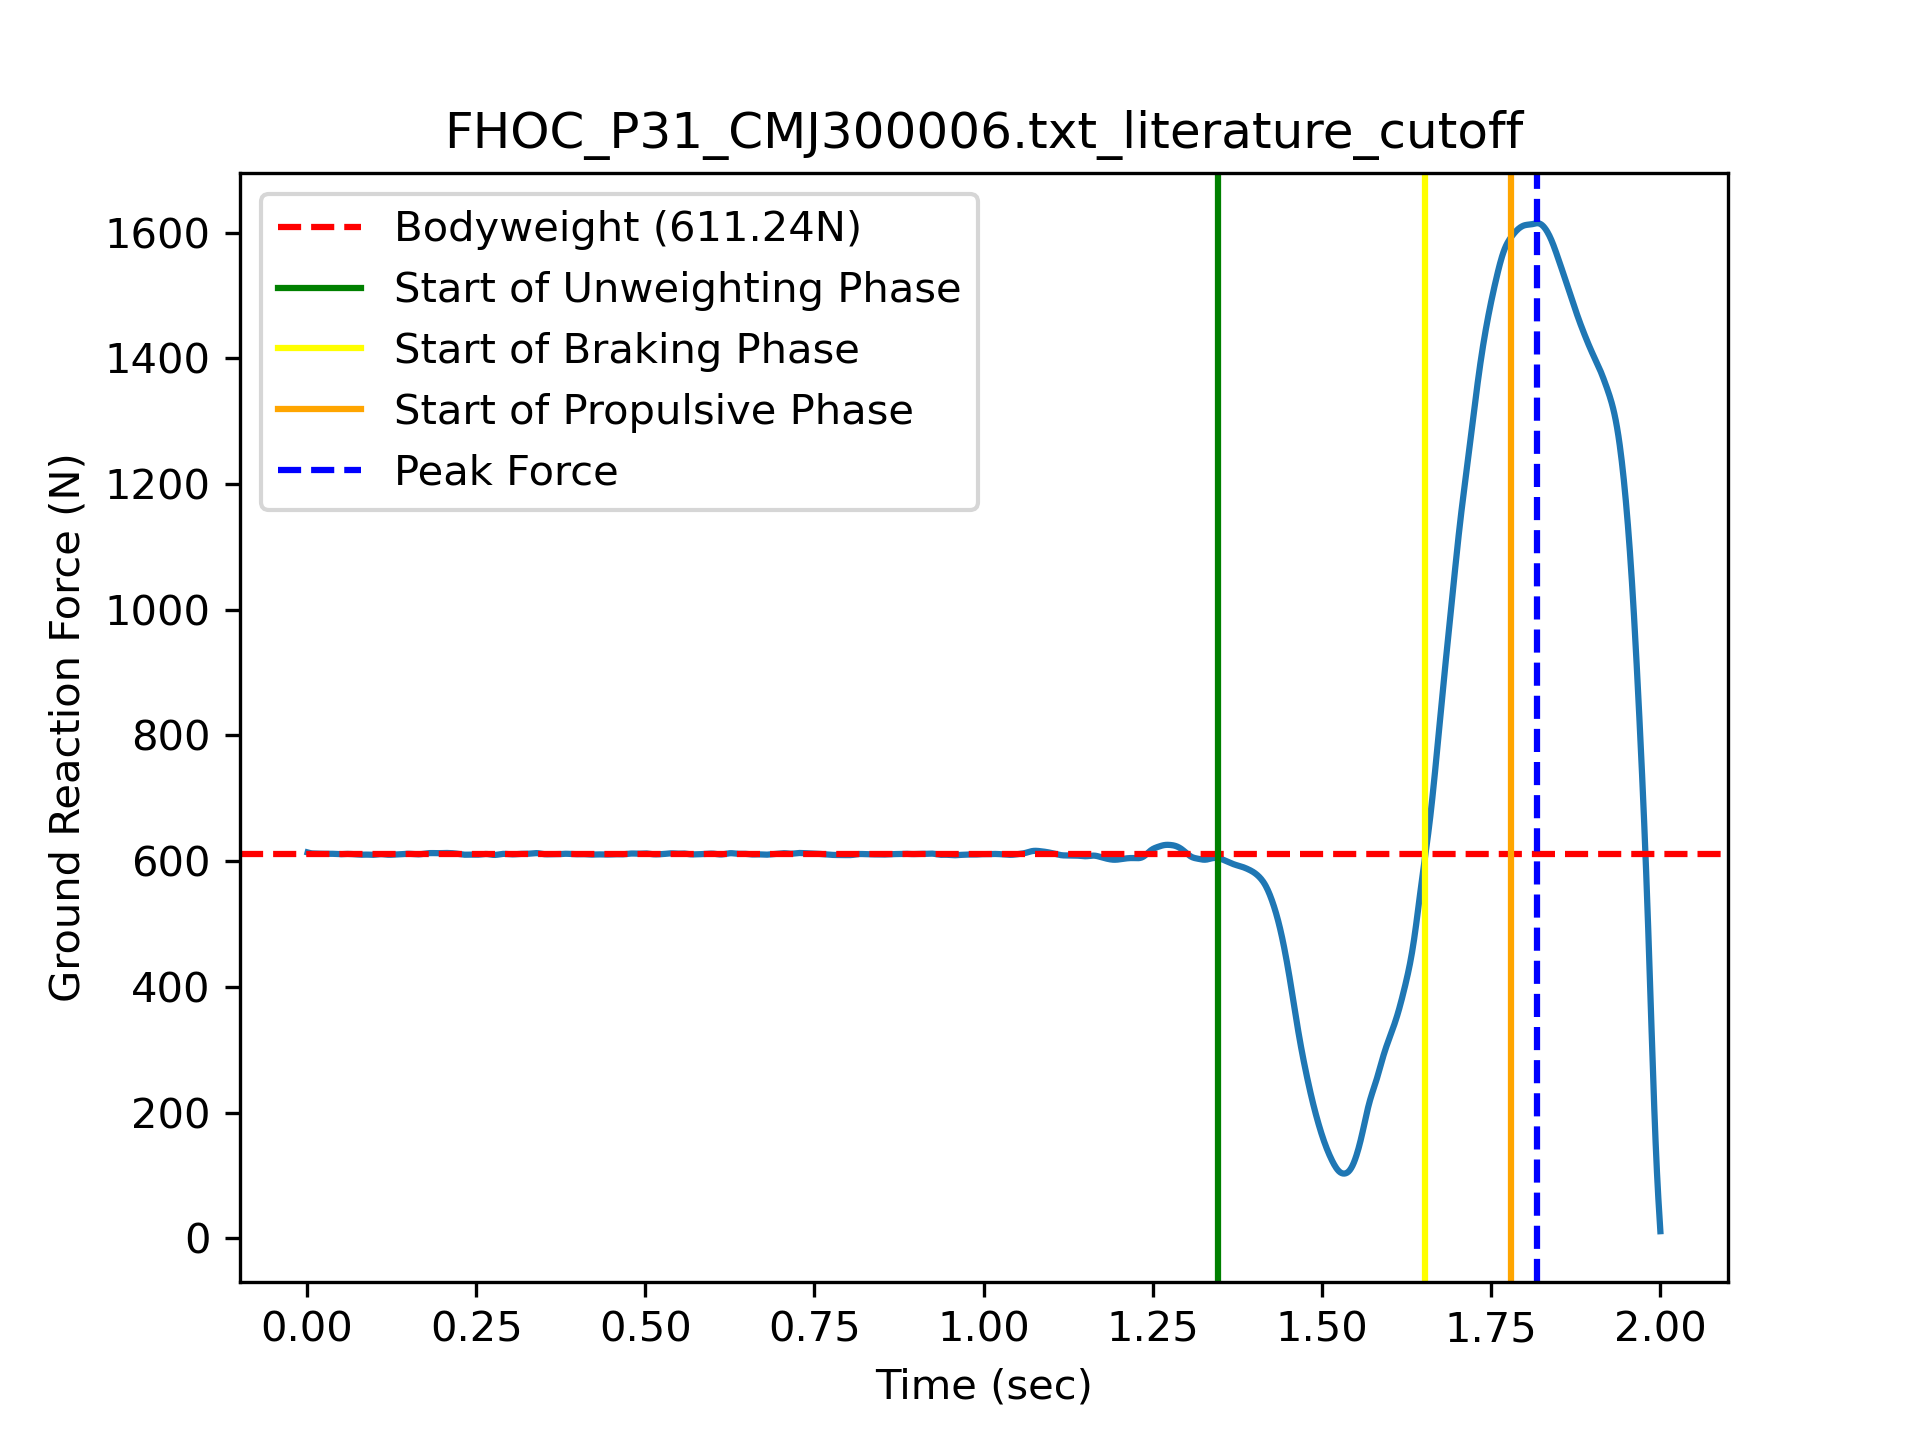 FHOC_P31_CMJ300006.txt_literature_cutoff
Bodyweight (611.24N)
Start of Unweighting Phase
Start of Braking Phase
Start of Propulsive Phase
Peak Force
Ground Reaction Force (N)
1600
1400
1200
1000
800
600
400
200
0
0.00 0.25 0.50 0.75 1.00 1.25 1.50 1.75 2.00
Time (sec)